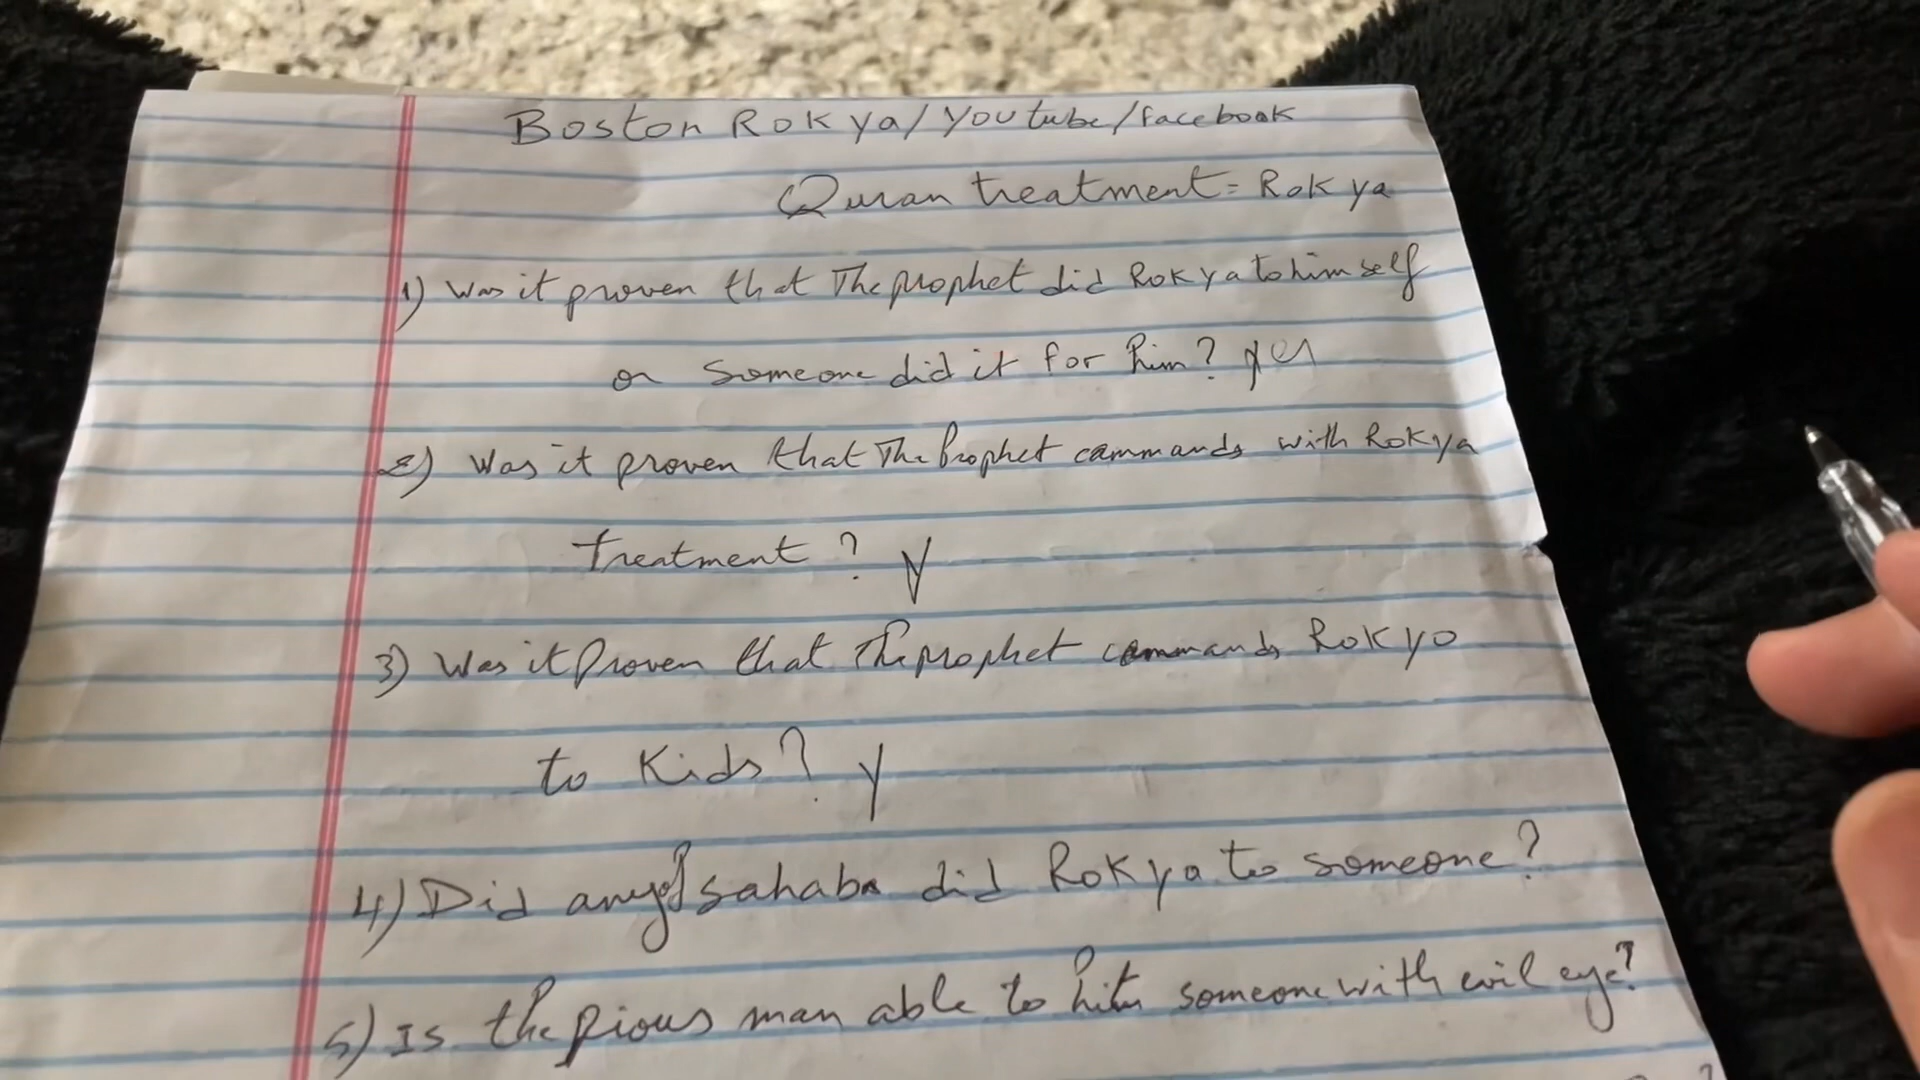 Boston Rokya/Youtube/facebook
Quran treatment = Rokya
1) Was it proven that The prophet did Rokya to himself
or someone did it for him? yes
2) Was it proven that The Prophet commands with Rokya
treatment? y
3) Was it Proven that The prophet commands Rokyo
to Kids? y
4) Did any of sahaba did Rokya to someone?
5) Is the pious man able to someone with evil eye?